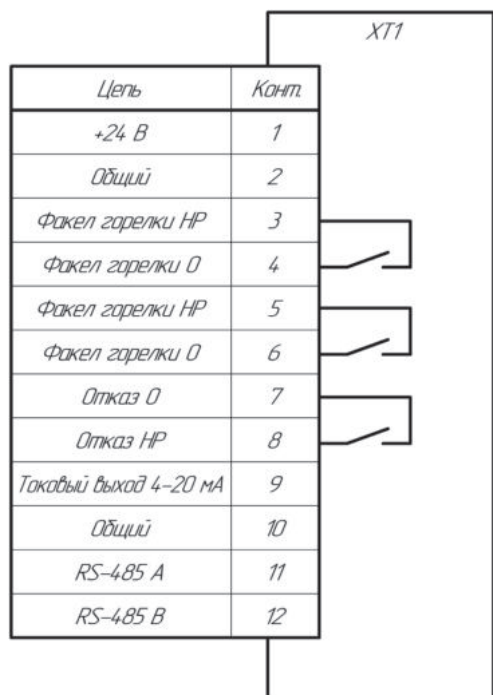 XT1
Цепь Конт.
+24 В 1
Общий 2
Факел горелки НР 3
Факел горелки О 4
Факел горелки НР 5
Факел горелки О 6
Отказ О 7
Отказ НР 8
Токовый выход 4-20 мА 9
Общий 10
RS-485 A 11
RS-485 B 12